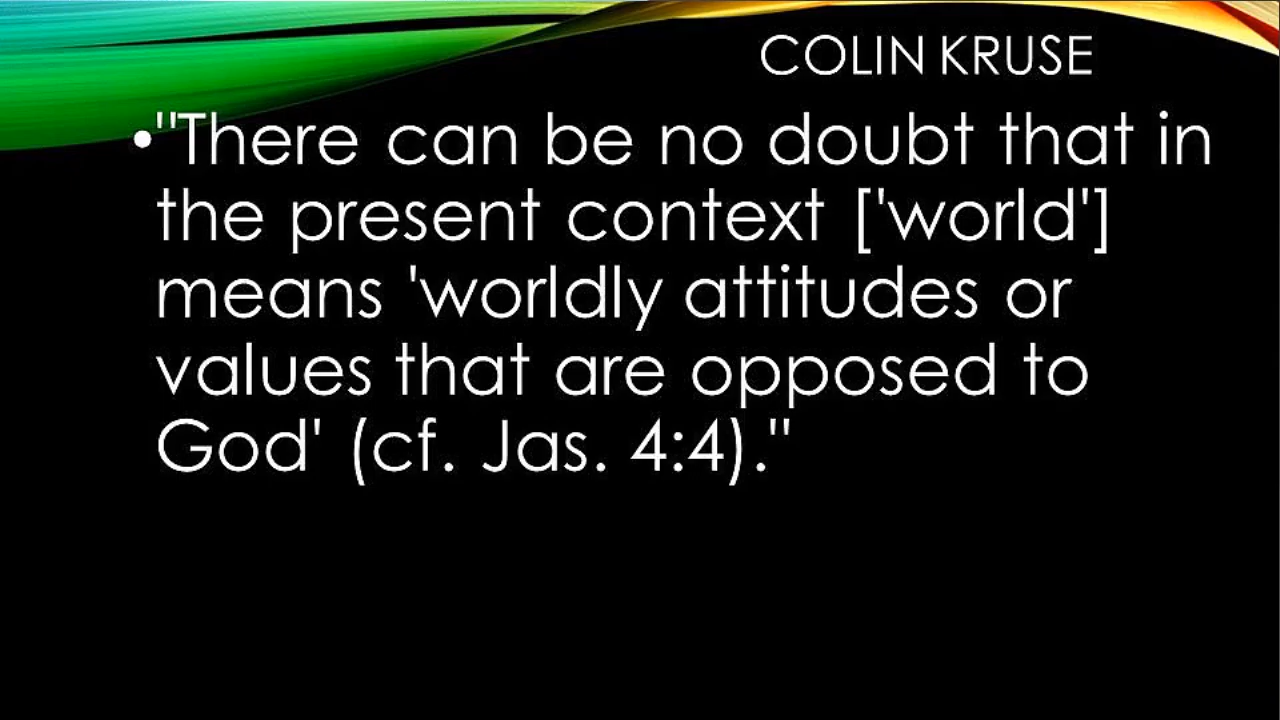 COLIN KRUSE
•"There can be no doubt that in
the present context ['world']
means 'worldly attitudes or
values that are opposed to
God' (cf. Jas. 4:4)."